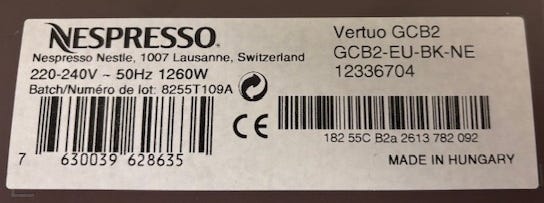 NESPRESSO.
Nespresso Nestle, 1007 Lausanne, Switzerland
220-240V ~ 50Hz 1260W
Batch/Numéro de lot: 8255T109A
7 630039 628635
CE
Vertuo GCB2
GCB2-EU-BK-NE
12336704
182 55C B2a 2613 782 092
MADE IN HUNGARY